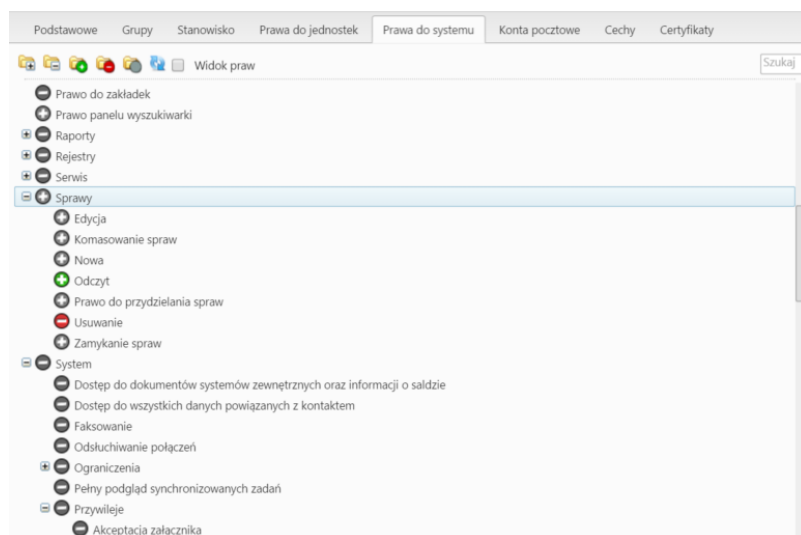 Podstawowe Grupy Stanowisko Prawa do jednostek Prawa do systemu Konta pocztowe Cechy Certyfikaty
Widok praw Szukaj
Prawo do zakładek
Prawo panelu wyszukiwarki
Raporty
Rejestry
Serwis
Sprawy
Edycja
Komasowanie spraw
Nowa
Odczyt
Prawo do przydzielania spraw
Usuwanie
Zamykanie spraw
System
Dostęp do dokumentów systemów zewnętrznych oraz informacji o saldzie
Dostęp do wszystkich danych powiązanych z kontaktem
Faksowanie
Odsłuchiwanie połączeń
Ograniczenia
Pełny podgląd synchronizowanych zadań
Przywileje
Akceptacja załącznika